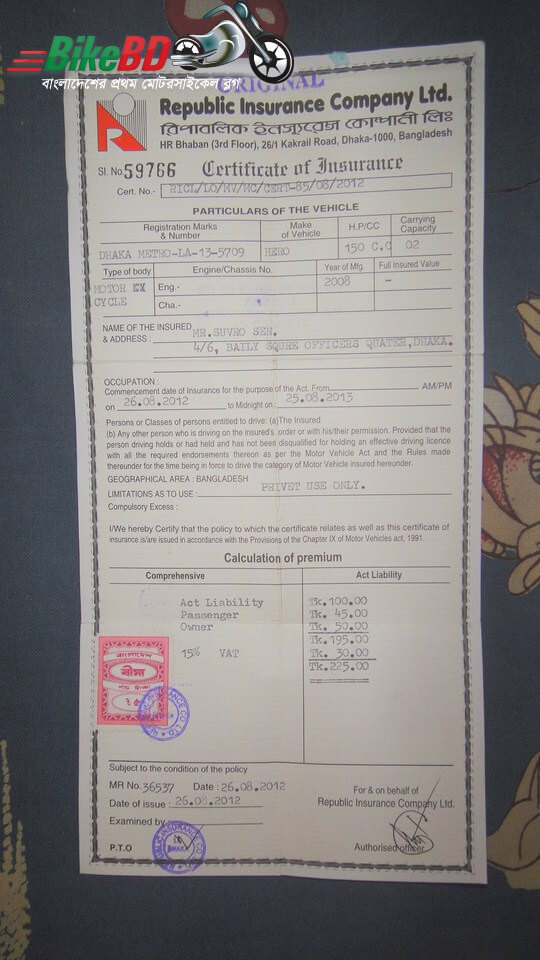 BikeBD
বাংলাদেশের প্রথম মোটরসাইকেল ব্লগ
ORIGINAL
Republic Insurance Company Ltd.
রিপাবলিক ইনস্যুরেন্স কোম্পানী লিঃ
HR Bhaban (3rd Floor), 26/1 Kakrail Road, Dhaka-1000, Bangladesh
Sl. No. 59766 Certificate of Insurance
Cert. No.- RICL/LO/MV/MC/CERT-85/08/2012
PARTICULARS OF THE VEHICLE
Registration Marks & Number Make of Vehicle H.P/CC Carrying Capacity
DHAKA METRO-LA-13-5709 HERO 150 C.C 02
Type of body Engine/Chassis No. Year of Mfg. Full Insured Value
MOTOR Eng.- 2008 -
CYCLE Cha.-
NAME OF THE INSURED MR.SUVRO SEN.
& ADDRESS : 4/6, BAILY SQURE OFFICERS QUATER,DHAKA.
OCCUPATION :
Commencement date of Insurance for the purpose of the Act. From AM/PM
on 26.08.2012 to Midnight on : 25.08.2013
Persons or Classes of persons entitled to drive: (a)The Insured
(b) Any other person who is driving on the insured's order or with his/their permission. Provided that the
person driving holds or had held and has not been disqualified for holding an effective driving licence
with all the required endorsements thereon as per the Motor Vehicle Act and the Rules made
thereunder for the time being in force to drive the category of Motor Vehicle insured hereunder.
GEOGRAPHICAL AREA : BANGLADESH
LIMITATIONS AS TO USE : PRIVET USE ONLY.
Compulsory Excess :
I/We hereby Certify that the policy to which the certificate relates as well as this certificate of
insurance is/are issued in accordance with the Provisions of the Chapter IX of Motor Vehicles act, 1991.
Calculation of premium
Comprehensive Act Liability
Act Liability Tk.100.00
Passenger Tk. 45.00
Owner Tk. 50.00
Tk.195.00
15% VAT Tk. 30.00
Tk.225.00
বাংলাদেশ
বীমা
পাঁচ টাকা
৳৫
Subject to the condition of the policy
MR No. 36537 Date : 26.08.2012
Date of issue : 26.08.2012
For & on behalf of
Republic Insurance Company Ltd.
Examined by
P.T.O
Authorised officer